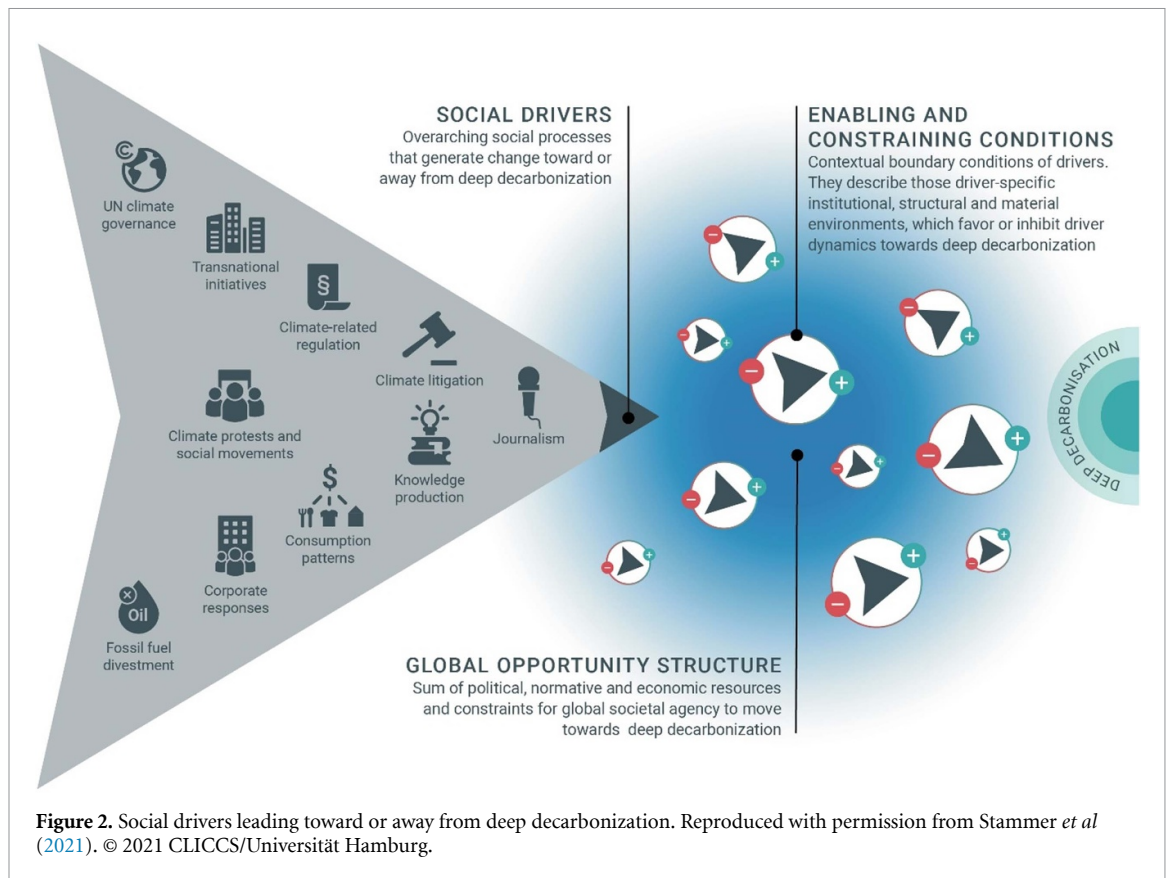 SOCIAL DRIVERS
Overarching social processes
that generate change toward or
away from deep decarbonization
ENABLING AND
CONSTRAINING CONDITIONS
Contextual boundary conditions of drivers.
They describe those driver-specific
institutional, structural and material
environments, which favor or inhibit driver
dynamics towards deep decarbonization
©
UN climate
governance
Transnational
initiatives
§
Climate-related
regulation
Climate litigation
Journalism
Climate protests and
social movements
Knowledge
production
$
Consumption
patterns
Corporate
responses
Oil
Fossil fuel
divestment
DEEP DECARBONISATION
GLOBAL OPPORTUNITY STRUCTURE
Sum of political, normative and economic resources
and constraints for global societal agency to move
towards deep decarbonization
Figure 2. Social drivers leading toward or away from deep decarbonization. Reproduced with permission from Stammer et al
(2021). © 2021 CLICCS/Universität Hamburg.